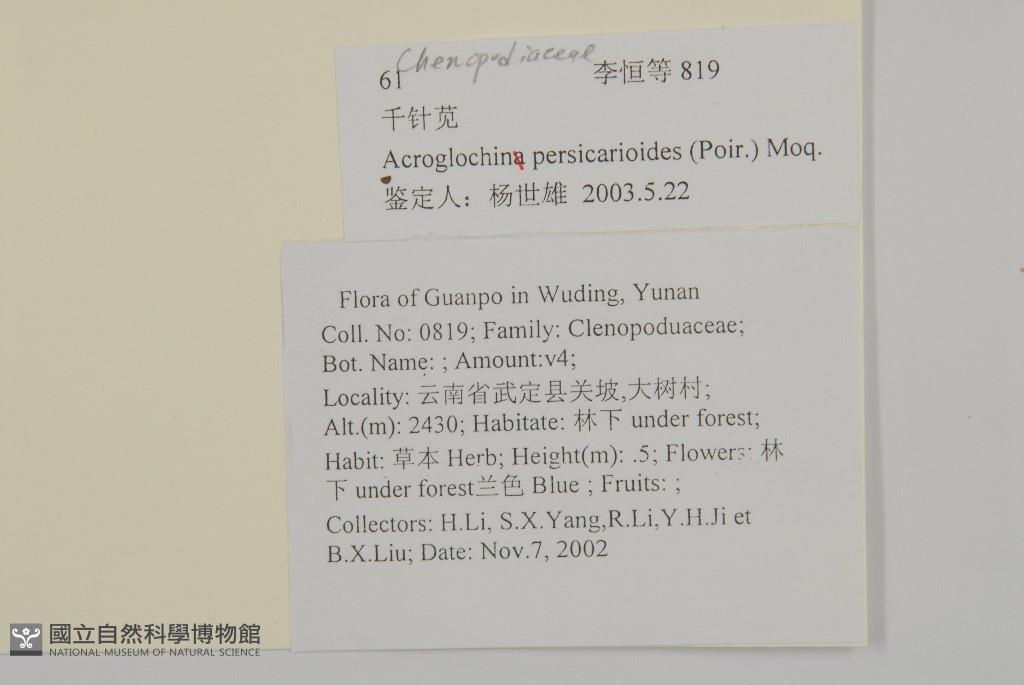 Chenopodiaceae
61 李恒等 819
千针苋
Acroglochina persicarioides (Poir.) Moq.
鉴定人：杨世雄 2003.5.22
Flora of Guanpo in Wuding, Yunan
Coll. No: 0819; Family: Clenopoduaceae;
Bot. Name: ; Amount:v4;
Locality: 云南省武定县关坡,大树村;
Alt.(m): 2430; Habitate: 林下 under forest;
Habit: 草本 Herb; Height(m): .5; Flowers: 林
下 under forest兰色 Blue ; Fruits: ;
Collectors: H.Li, S.X.Yang,R.Li,Y.H.Ji et
B.X.Liu; Date: Nov.7, 2002
國立自然科學博物館
NATIONAL MUSEUM OF NATURAL SCIENCE